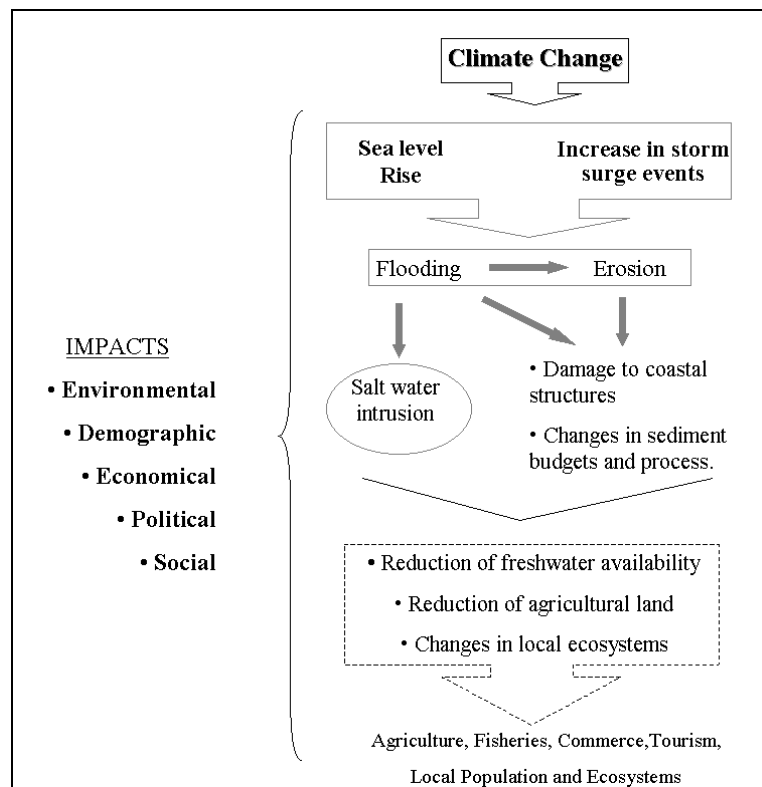 Climate Change
Sea level
Rise
Increase in storm
surge events
Flooding
Erosion
IMPACTS
• Environmental
• Demographic
• Economical
• Political
• Social
Salt water
intrusion
• Damage to coastal
structures
• Changes in sediment
budgets and process.
• Reduction of freshwater availability
• Reduction of agricultural land
• Changes in local ecosystems
Agriculture, Fisheries, Commerce,Tourism,
Local Population and Ecosystems